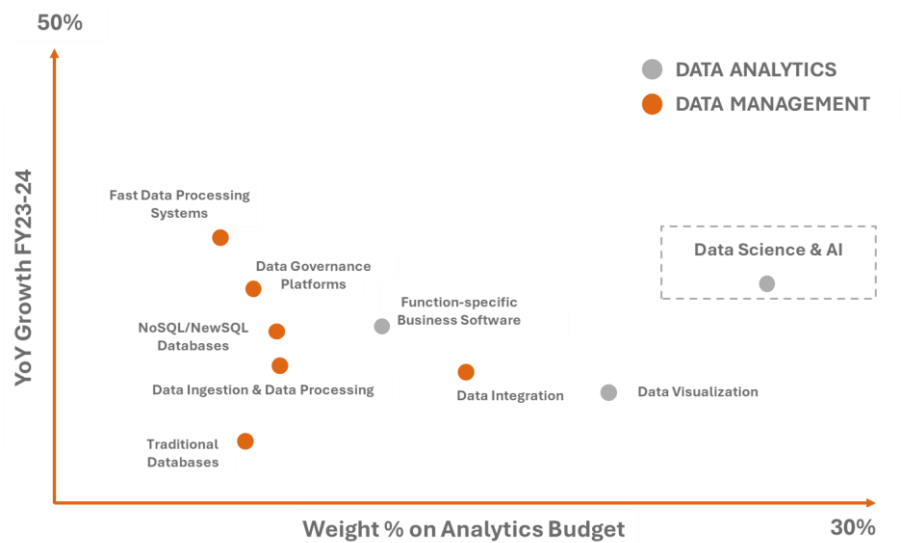 50%
DATA ANALYTICS
DATA MANAGEMENT
YoY Growth FY23-24
Fast Data Processing
Systems
Data Governance
Platforms
Data Science & AI
Function-specific
Business Software
NoSQL/NewSQL
Databases
Data Ingestion & Data Processing
Data Integration
Data Visualization
Traditional
Databases
Weight % on Analytics Budget
30%